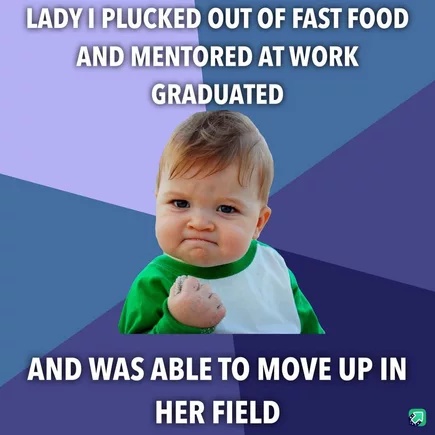 LADY I PLUCKED OUT OF FAST FOOD
AND MENTORED AT WORK
GRADUATED
AND WAS ABLE TO MOVE UP IN
HER FIELD